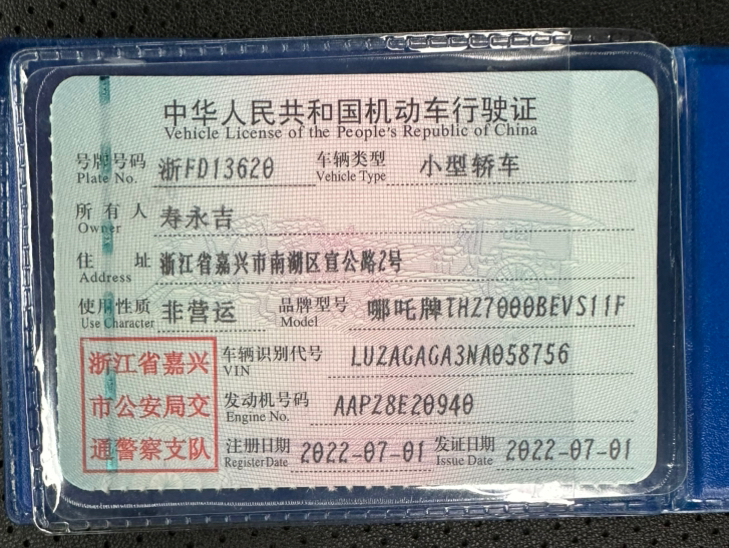 中华人民共和国机动车行驶证
Vehicle License of the People's Republic of China
号牌号码 浙FD13620 车辆类型 小型轿车
Plate No. Vehicle Type
所有人 寿永吉
Owner
住址 浙江省嘉兴市南湖区宣公路2号
Address
使用性质 非营运 品牌型号 哪吒牌THZ7000BEVS11F
Use Character Model
浙江省嘉兴
市公安局交
通警察支队
车辆识别代号 LUZAGAGA3NA058756
VIN
发动机号码 AAPZ8E20940
Engine No.
注册日期 2022-07-01 发证日期 2022-07-01
Register Date Issue Date